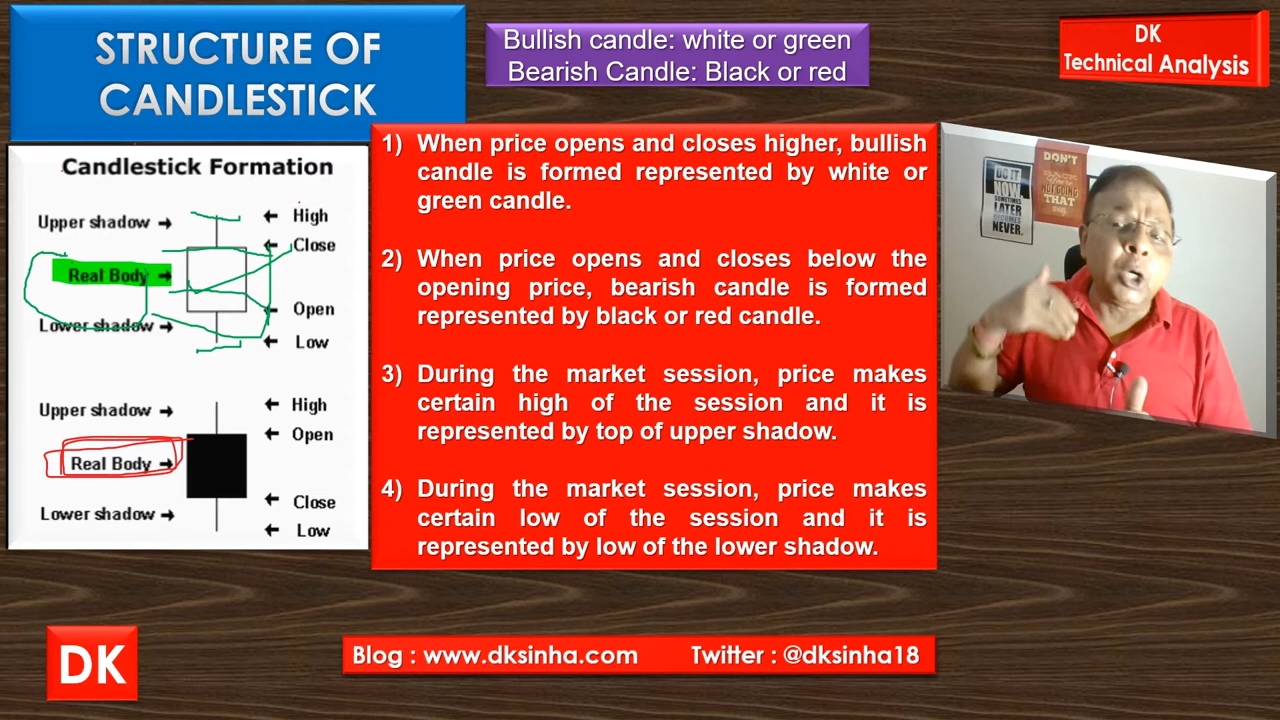 STRUCTURE OF
CANDLESTICK
Bullish candle: white or green
Bearish Candle: Black or red
DK
Technical Analysis
Candlestick Formation
Upper shadow
High
Close
Real Body
Open
Lower shadow
Low
Upper shadow
High
Open
Real Body
Close
Lower shadow
Low
1) When price opens and closes higher, bullish
candle is formed represented by white or
green candle.
2) When price opens and closes below the
opening price, bearish candle is formed
represented by black or red candle.
3) During the market session, price makes
certain high of the session and it is
represented by top of upper shadow.
4) During the market session, price makes
certain low of the session and it is
represented by low of the lower shadow.
DO IT
NOW
SOMETIMES
LATER
BECOMES
NEVER.
DON'T
YOU'RE
NOT GOING
THAT
WAY.
DK
Blog : www.dksinha.com Twitter : @dksinha18